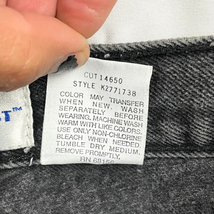 CUT 14650
STYLE K277173B
COLOR MAY TRANSFER
WHEN NEW. WASH
SEPARATELY BEFORE
WEARING. MACHINE WASH
WARM WITH LIKE COLORS.
USE ONLY NON-CHLORINE
BLEACH WHEN NEEDED.
TUMBLE DRY MEDIUM.
REMOVE PROMPTLY.